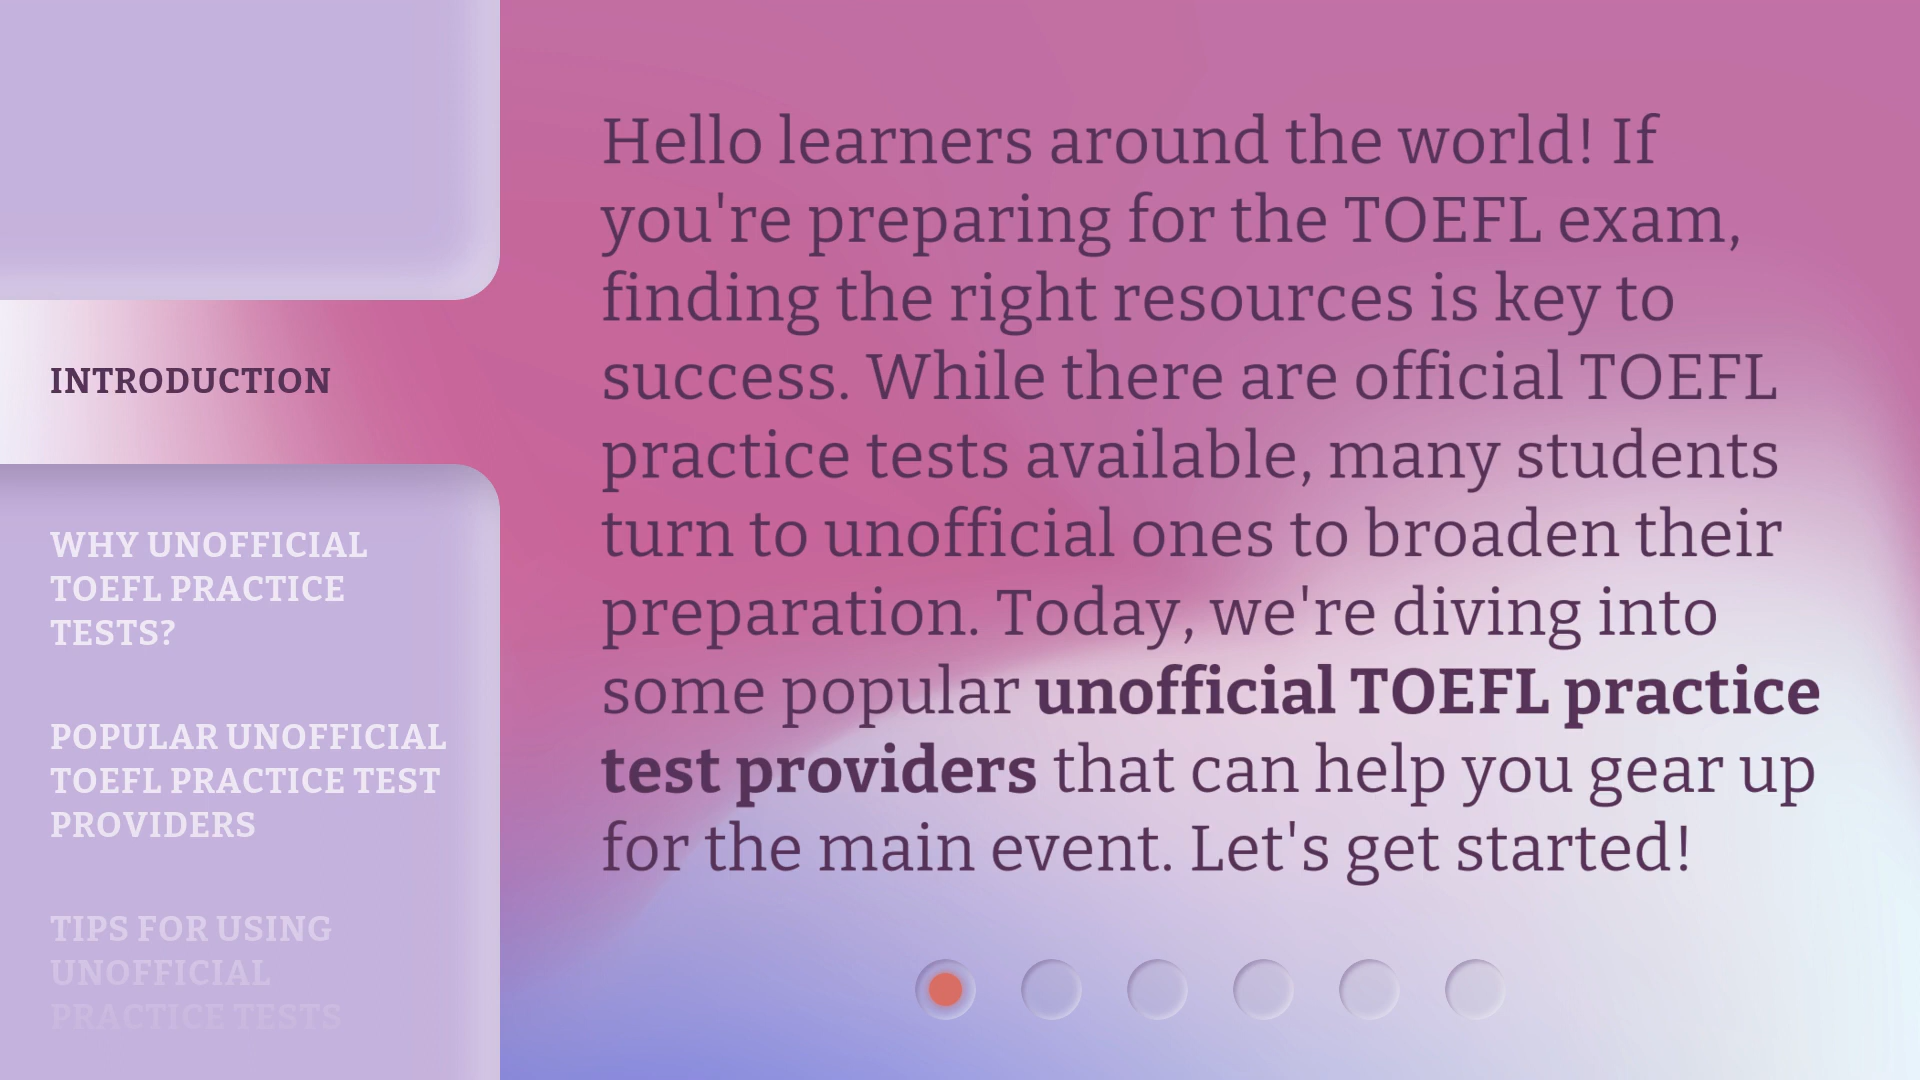 INTRODUCTION
WHY UNOFFICIAL
TOEFL PRACTICE
TESTS?
POPULAR UNOFFICIAL
TOEFL PRACTICE TEST
PROVIDERS
TIPS FOR USING
UNOFFICIAL
PRACTICE TESTS
Hello learners around the world! If
you're preparing for the TOEFL exam,
finding the right resources is key to
success. While there are official TOEFL
practice tests available, many students
turn to unofficial ones to broaden their
preparation. Today, we're diving into
some popular unofficial TOEFL practice
test providers that can help you gear up
for the main event. Let's get started!